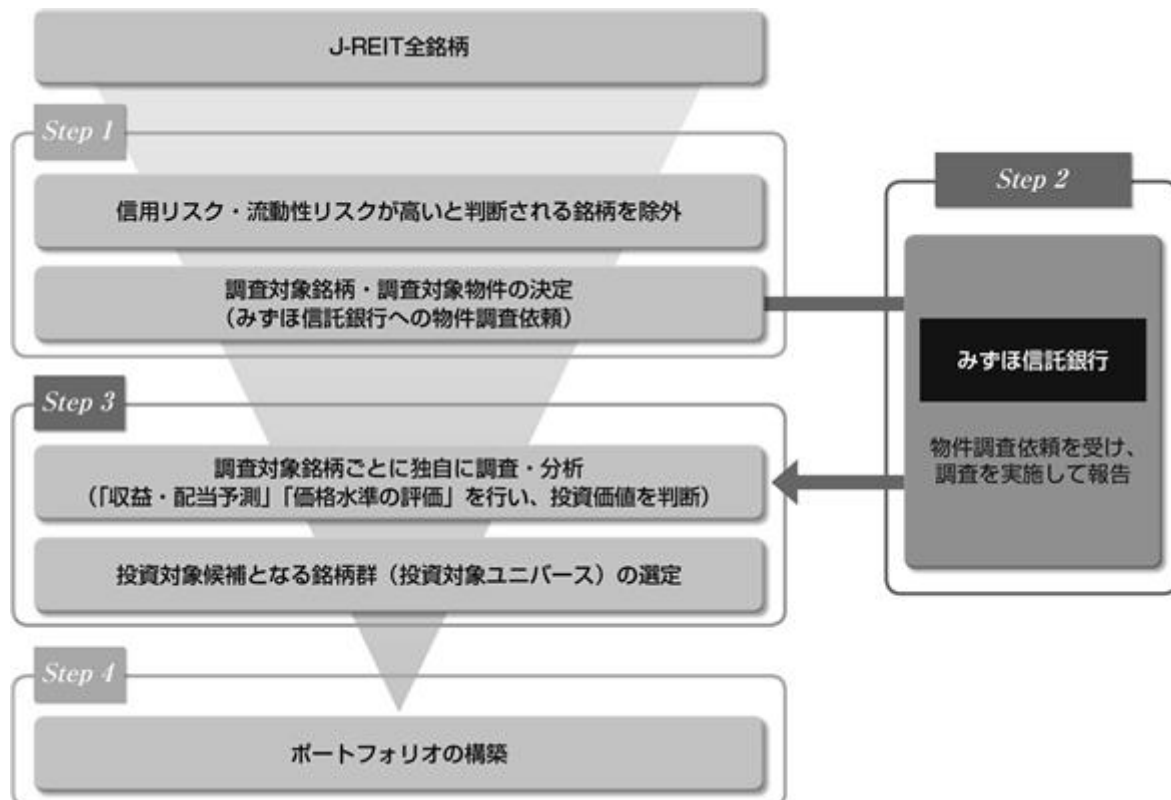 J-REIT全銘柄
Step 1
信用リスク・流動性リスクが高いと判断される銘柄を除外
調査対象銘柄・調査対象物件の決定
（みずほ信託銀行への物件調査依頼）
Step 2
みずほ信託銀行
物件調査依頼を受け、
調査を実施して報告
Step 3
調査対象銘柄ごとに独自に調査・分析
（「収益・配当予測」「価格水準の評価」を行い、投資価値を判断）
投資対象候補となる銘柄群（投資対象ユニバース）の選定
Step 4
ポートフォリオの構築